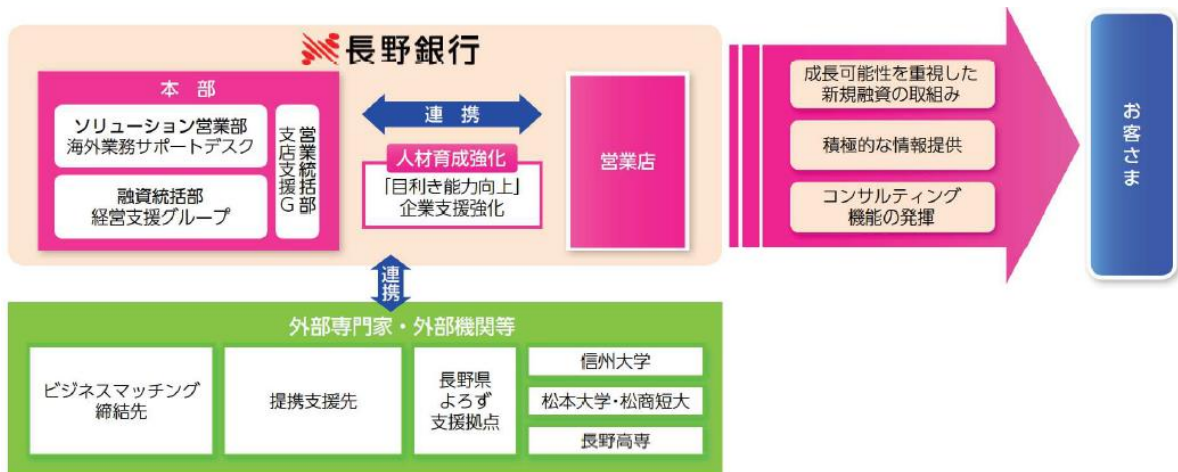 長野銀行
本部
ソリューション営業部
海外業務サポートデスク
融資統括部
経営支援グループ
営業統括部
支店支援G
連携
人材育成強化
「目利き能力向上」
企業支援強化
営業店
成長可能性を重視した
新規融資の取組み
積極的な情報提供
コンサルティング
機能の発揮
お客さま
連携
外部専門家・外部機関等
ビジネスマッチング
締結先
提携支援先
長野県
よろず
支援拠点
信州大学
松本大学・松商短大
長野高専